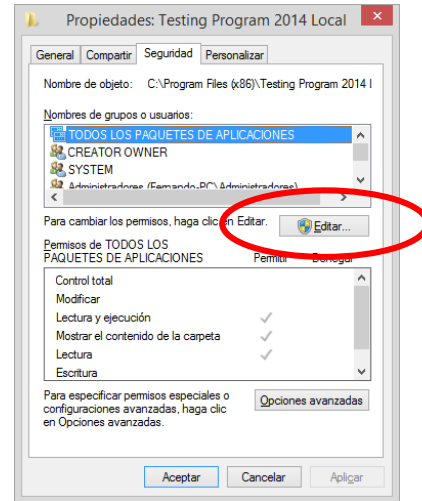 Propiedades: Testing Program 2014 Local
General Compartir Seguridad Personalizar
Nombre de objeto: C:\Program Files (x86)\Testing Program 2014 l
Nombres de grupos o usuarios:
TODOS LOS PAQUETES DE APLICACIONES
CREATOR OWNER
SYSTEM
Administradores (Fernando-PC\Administradores)
Para cambiar los permisos, haga clic en Editar. Editar...
Permisos de TODOS LOS
PAQUETES DE APLICACIONES Permitir Denegar
Control total
Modificar
Lectura y ejecución
Mostrar el contenido de la carpeta
Lectura
Escritura
Para especificar permisos especiales o
configuraciones avanzadas, haga clic
en Opciones avanzadas.
Opciones avanzadas
Aceptar Cancelar Aplicar